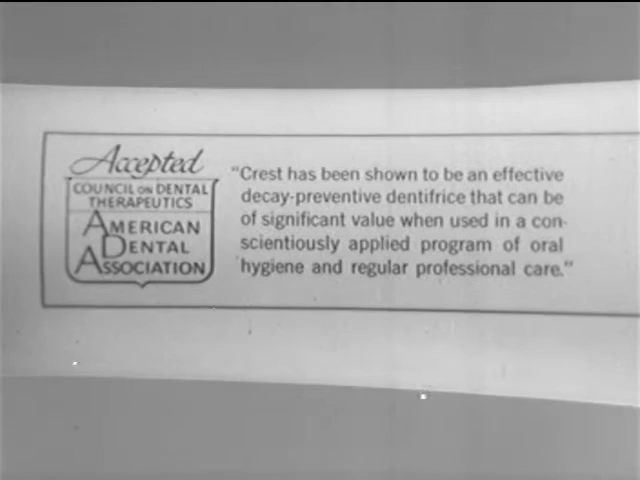 Accepted
COUNCIL ON DENTAL
THERAPEUTICS
AMERICAN
DENTAL
ASSOCIATION
"Crest has been shown to be an effective
decay-preventive dentifrice that can be
of significant value when used in a con-
scientiously applied program of oral
hygiene and regular professional care."